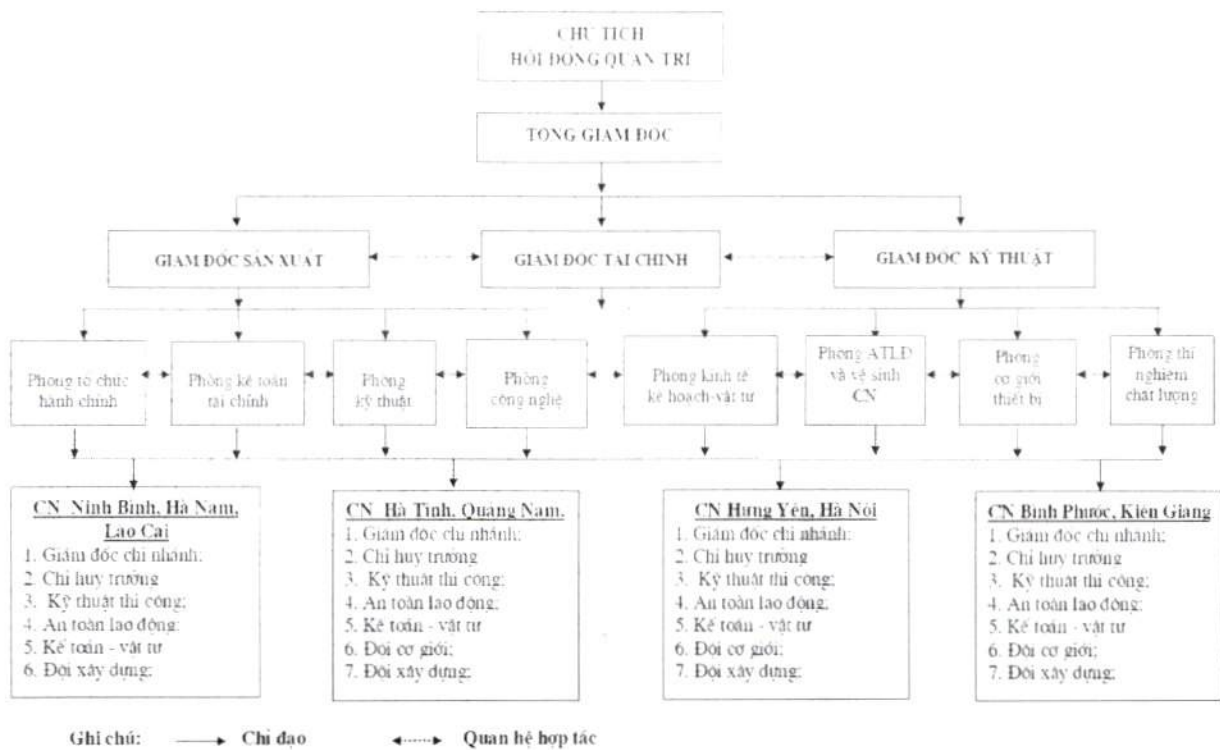 CHỦ TỊCH
HỘI ĐỒNG QUẢN TRỊ
TỔNG GIÁM ĐỐC
GIÁM ĐỐC SẢN XUẤT
GIÁM ĐỐC TÀI CHÍNH
GIÁM ĐỐC KỸ THUẬT
Phòng tổ chức
hành chính
Phòng kế toán
tài chính
Phòng
kỹ thuật
Phòng
công nghệ
Phòng kinh tế
kế hoạch-vật tư
Phòng ATLĐ
và vệ sinh
CN
Phòng
cơ giới
thiết bị
Phòng thí
nghiệm
chất lượng
CN Ninh Bình, Hà Nam,
Lao Cai
1. Giám đốc chi nhánh;
2. Chỉ huy trưởng
3. Kỹ thuật thi công;
4. An toàn lao động;
5. Kế toán - vật tư
6. Đội xây dựng;
CN Hà Tĩnh, Quảng Nam,
1. Giám đốc chi nhánh;
2. Chỉ huy trưởng
3. Kỹ thuật thi công;
4. An toàn lao động;
5. Kế toán - vật tư
6. Đội cơ giới;
7. Đội xây dựng;
CN Hưng Yên, Hà Nội
1. Giám đốc chi nhánh;
2. Chỉ huy trưởng
3. Kỹ thuật thi công;
4. An toàn lao động;
5. Kế toán - vật tư
6. Đội cơ giới;
7. Đội xây dựng;
CN Bình Phước, Kiên Giang
1. Giám đốc chi nhánh;
2. Chỉ huy trưởng
3. Kỹ thuật thi công;
4. An toàn lao động;
5. Kế toán - vật tư
6. Đội cơ giới;
7. Đội xây dựng;
Ghi chú: Chỉ đạo Quan hệ hợp tác